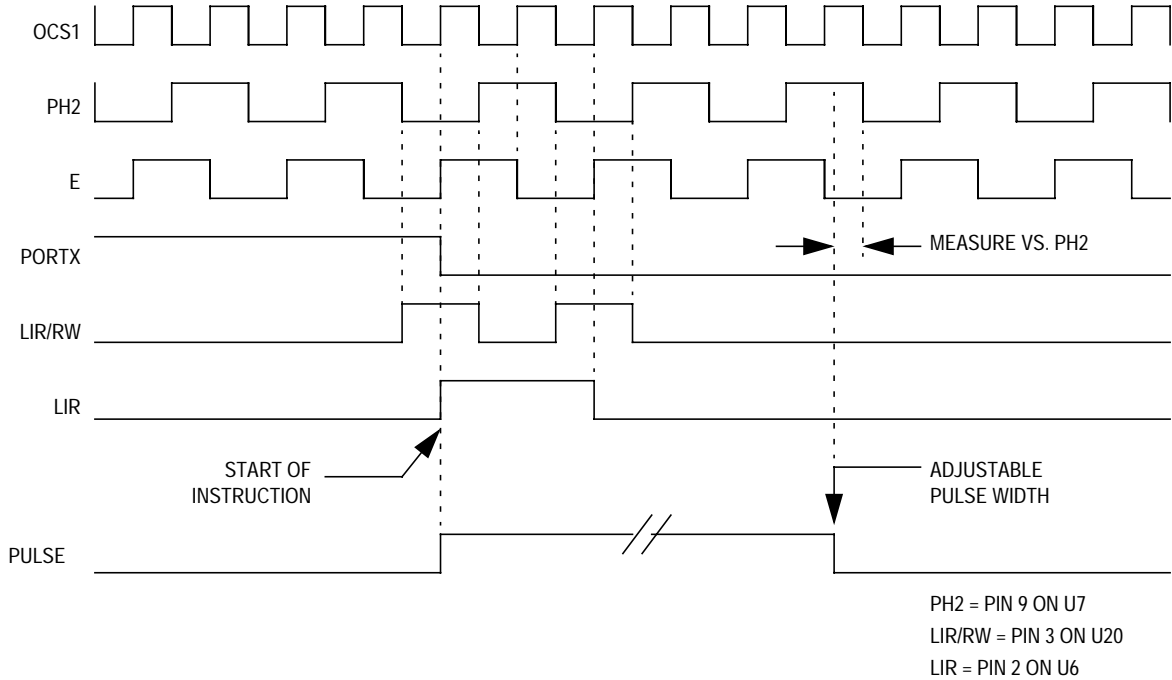 OCS1
PH2
E
PORTX
MEASURE VS. PH2
LIR/RW
LIR
START OF
INSTRUCTION
ADJUSTABLE
PULSE WIDTH
PULSE
PH2 = PIN 9 ON U7
LIR/RW = PIN 3 ON U20
LIR = PIN 2 ON U6